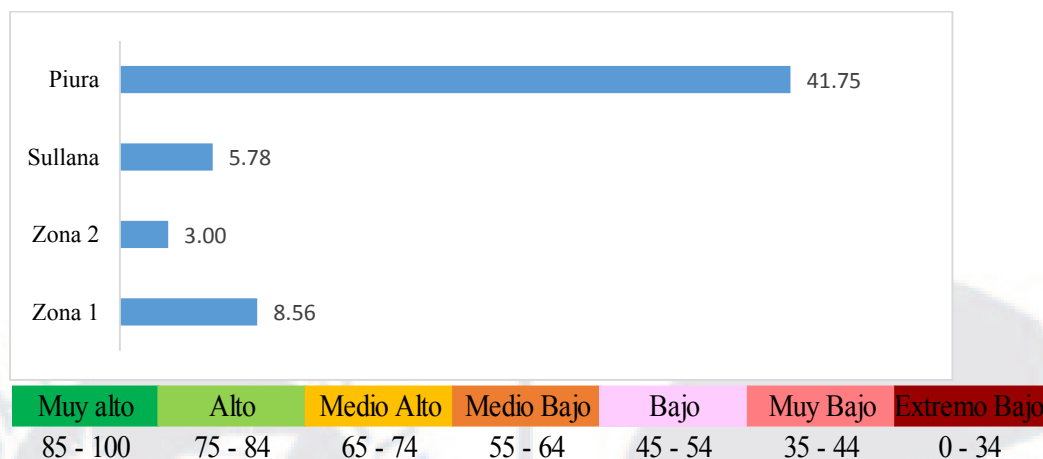 Piura 41.75
Sullana 5.78
Zona 2 3.00
Zona 1 8.56
Muy alto Alto Medio Alto Medio Bajo Bajo Muy Bajo Extremo Bajo
85 - 100 75 - 84 65 - 74 55 - 64 45 - 54 35 - 44 0 - 34